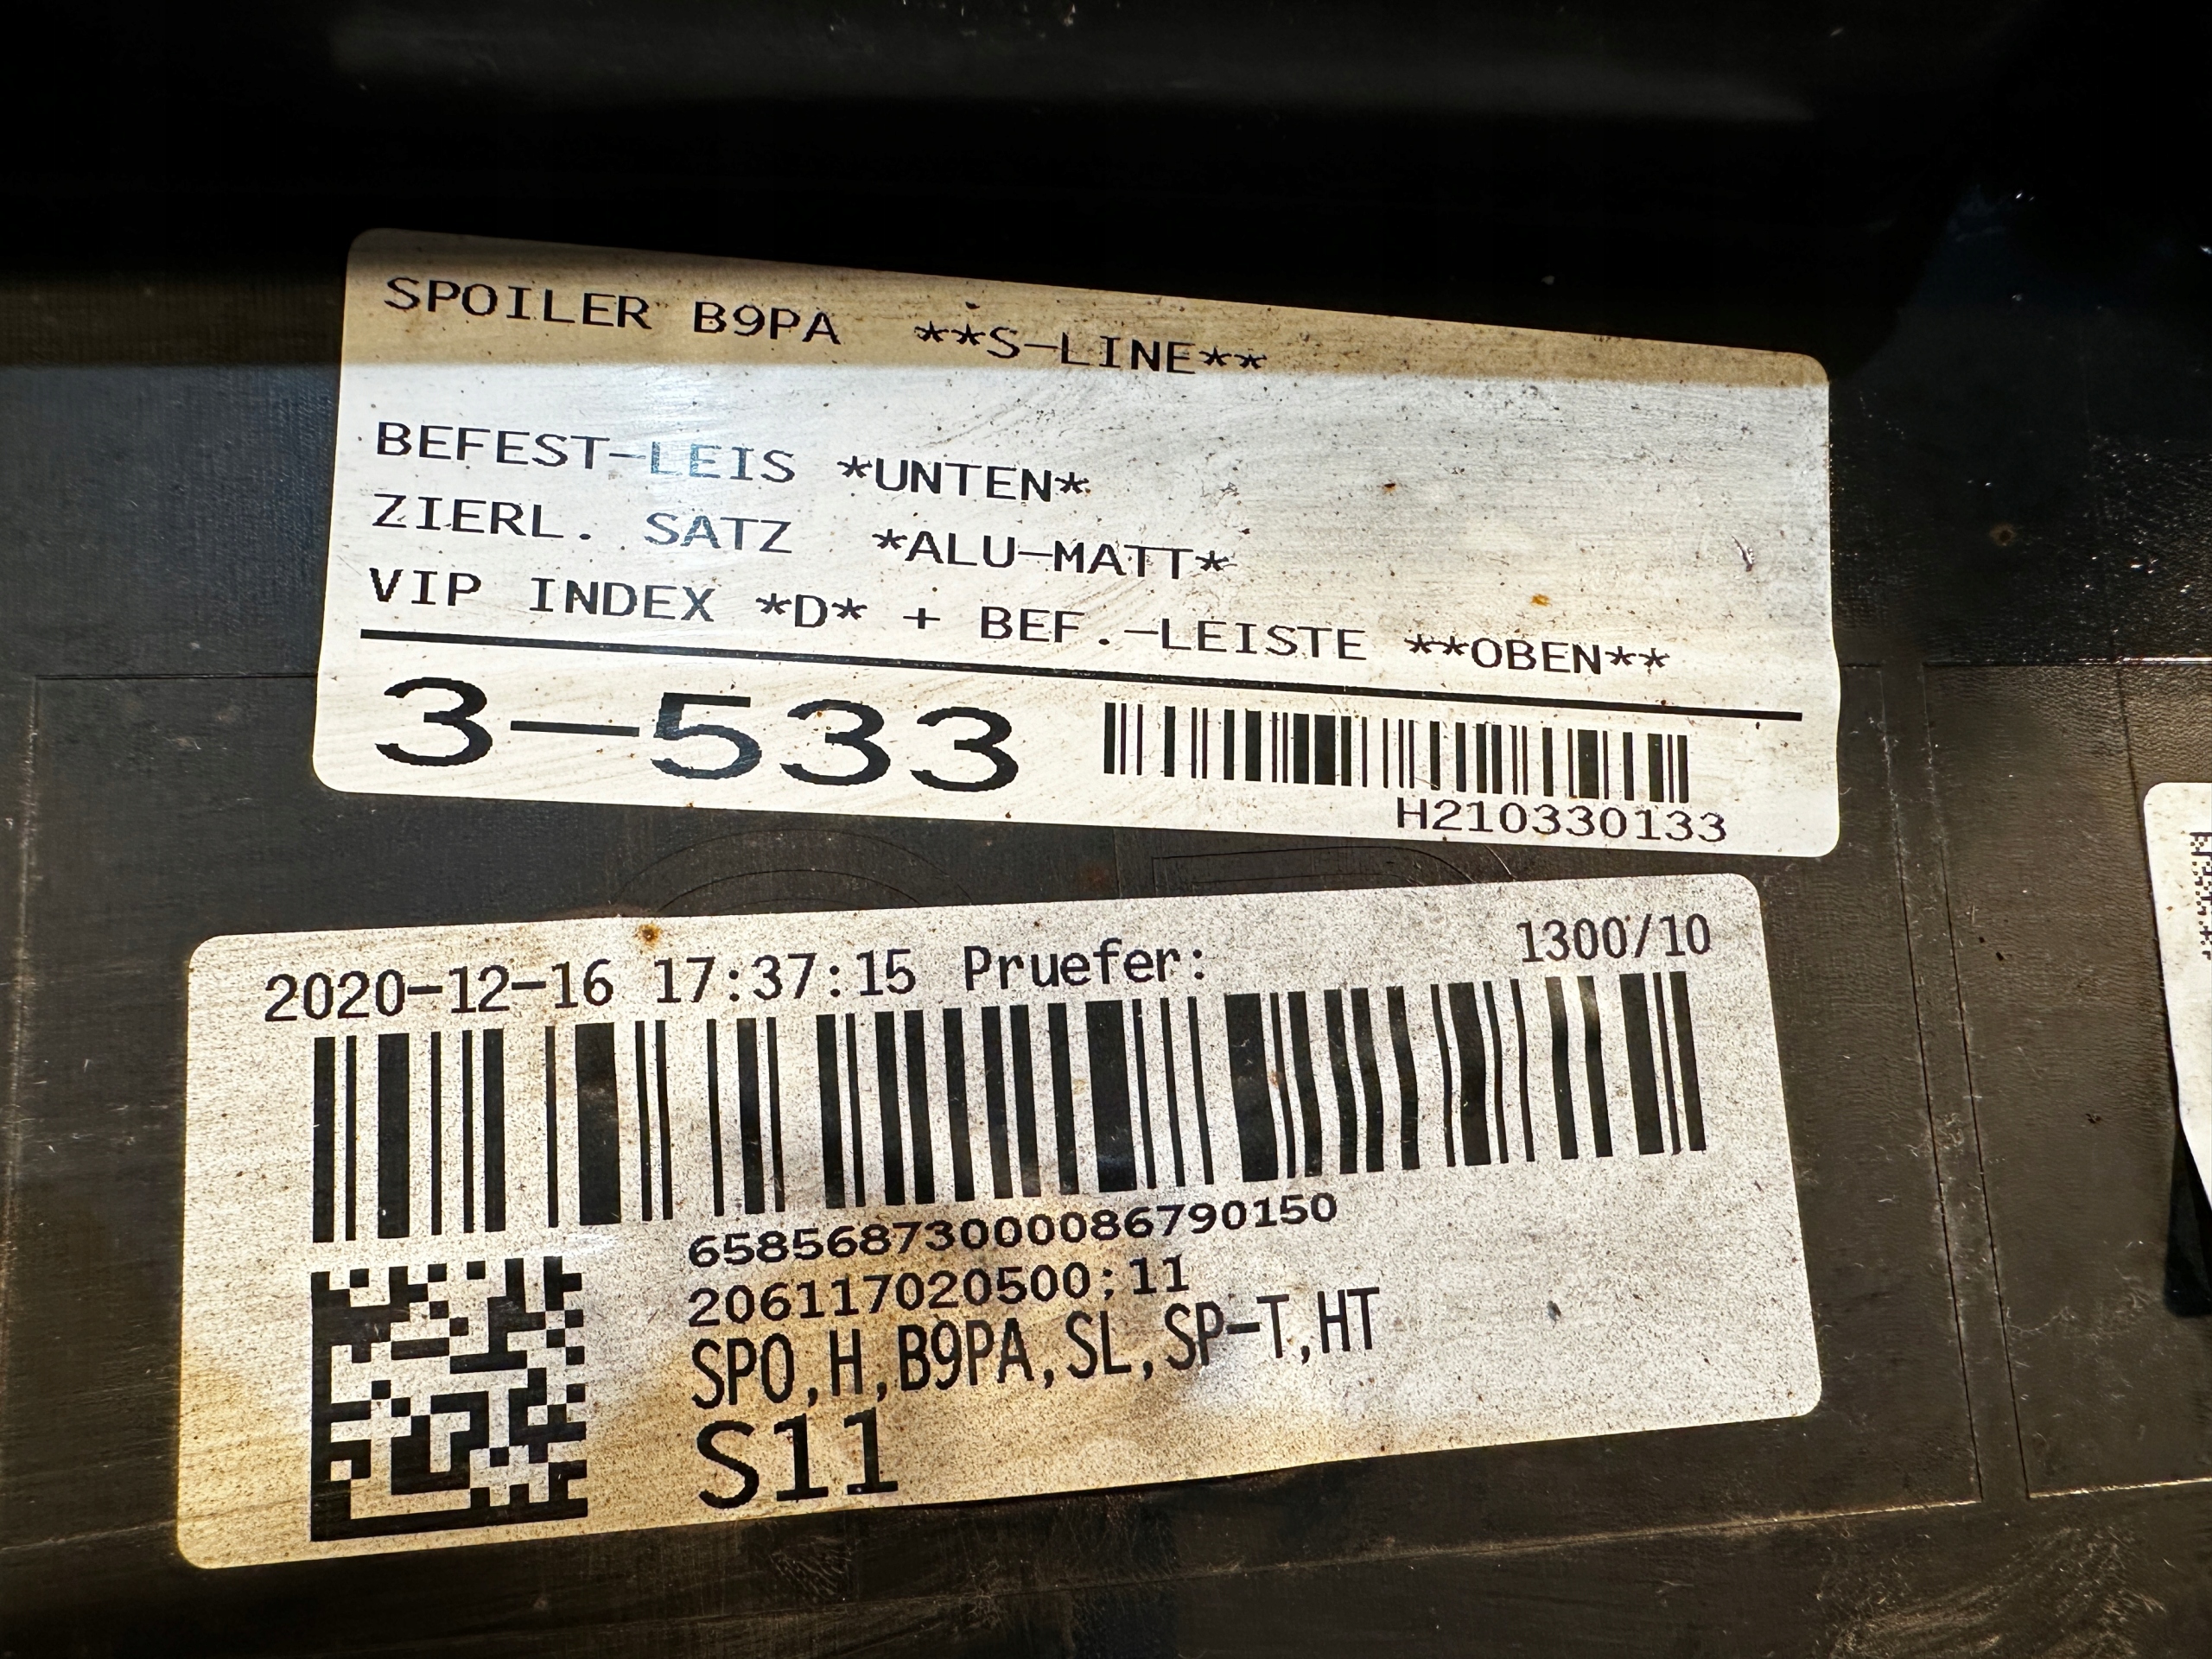 SPOILER B9PA **S-LINE**
BEFEST-LEIS *UNTEN*
ZIERL. SATZ *ALU-MATT*
VIP INDEX *D* + BEF.-LEISTE **OBEN**
3-533
H210330133
2020-12-16 17:37:15 Pruefer: 1300/10
65856873000086790150
206117020500;11
SPO,H,B9PA,SL,SP-T,HT
S11